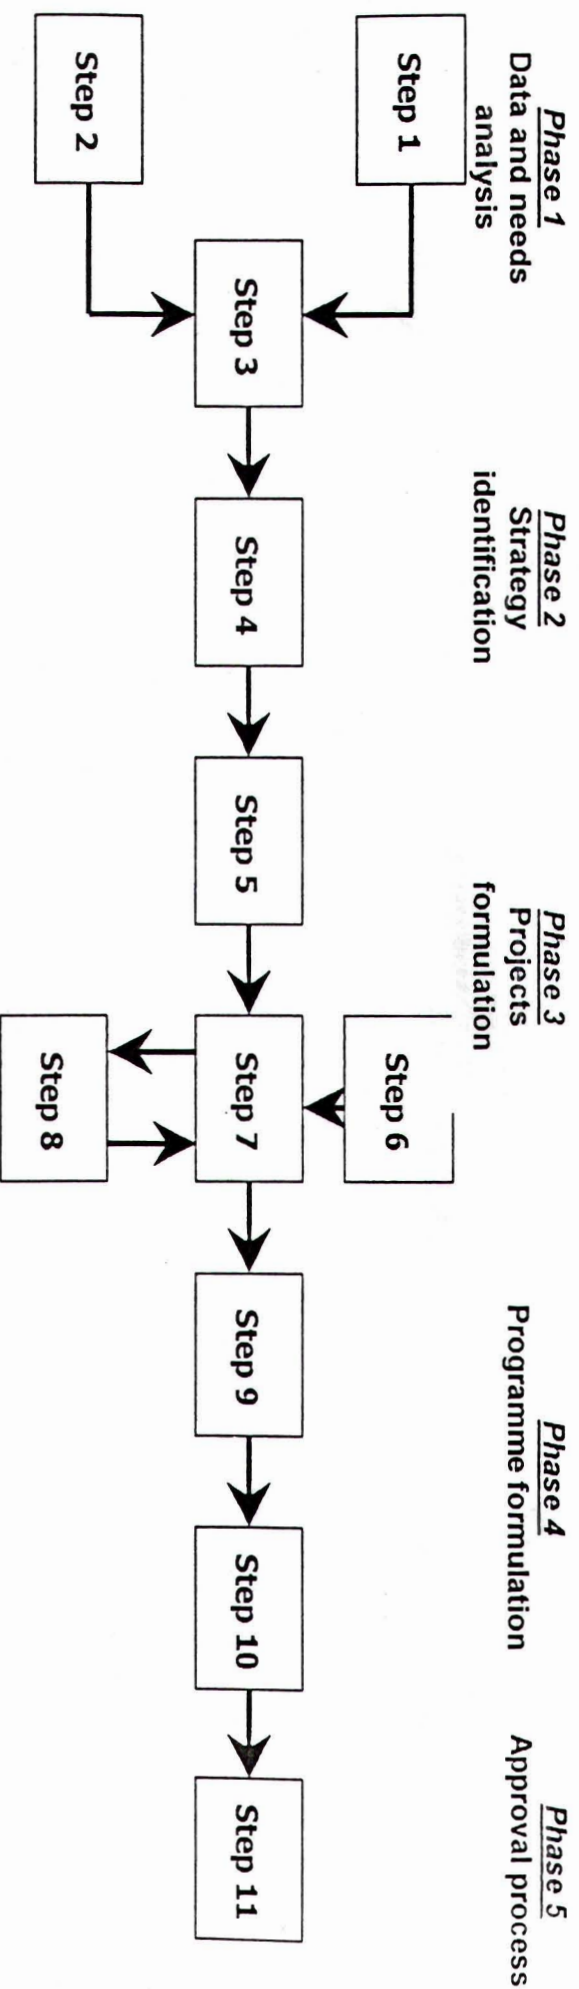 Phase 1
Data and needs
analysis
Phase 2
Strategy
identification
Phase 3
Projects
formulation
Phase 4
Programme formulation
Phase 5
Approval process
Step 1
Step 2
Step 3
Step 4
Step 5
Step 6
Step 7
Step 8
Step 9
Step 10
Step 11